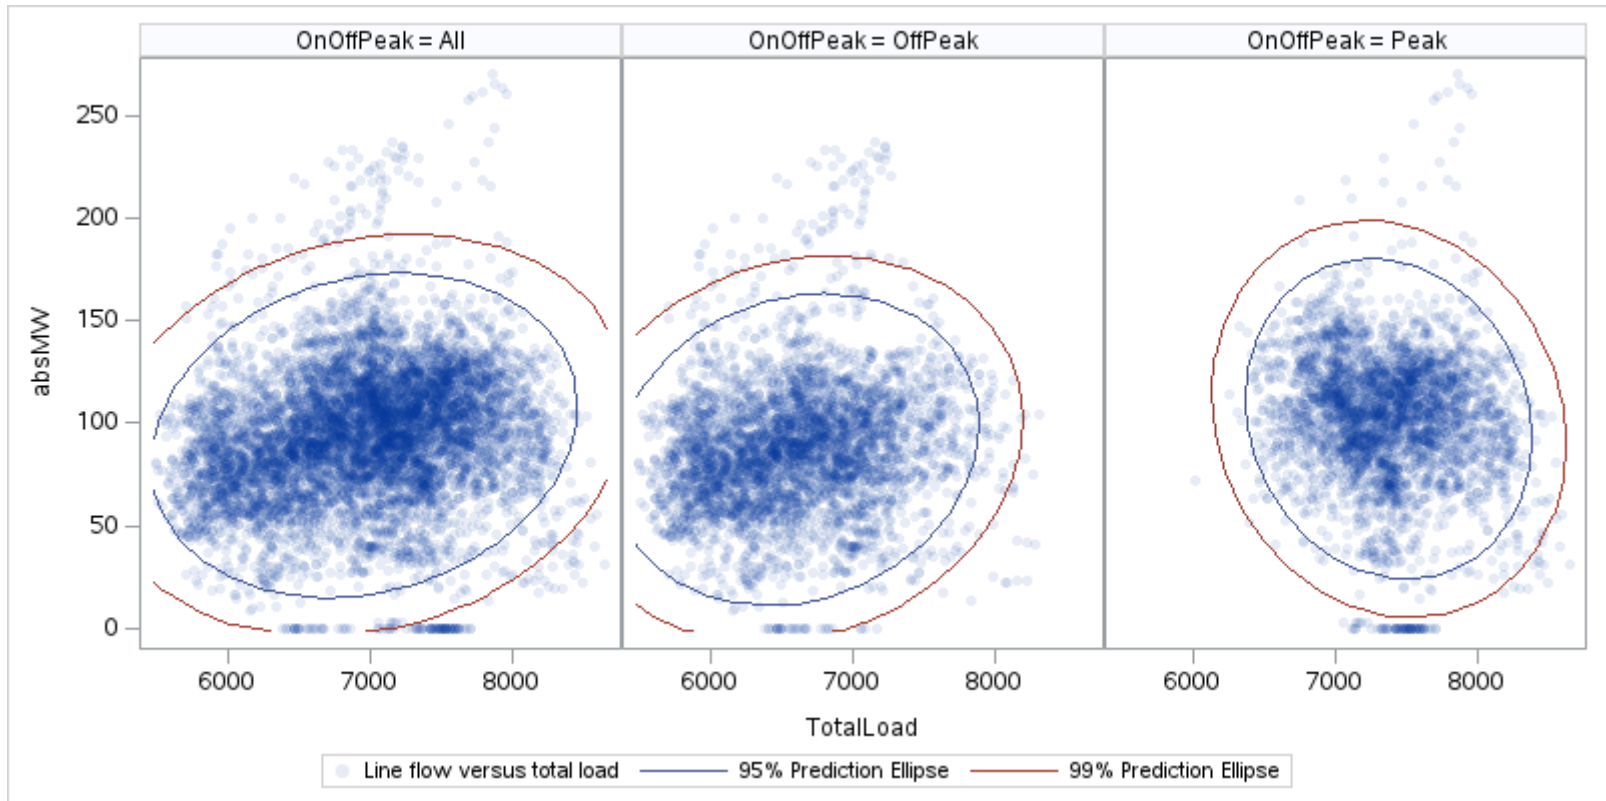 OnOffPeak = All
OnOffPeak = OffPeak
OnOffPeak = Peak
absMW
250
200
150
100
50
0
6000 7000 8000
6000 7000 8000
6000 7000 8000
TotalLoad
Line flow versus total load
95% Prediction Ellipse
99% Prediction Ellipse